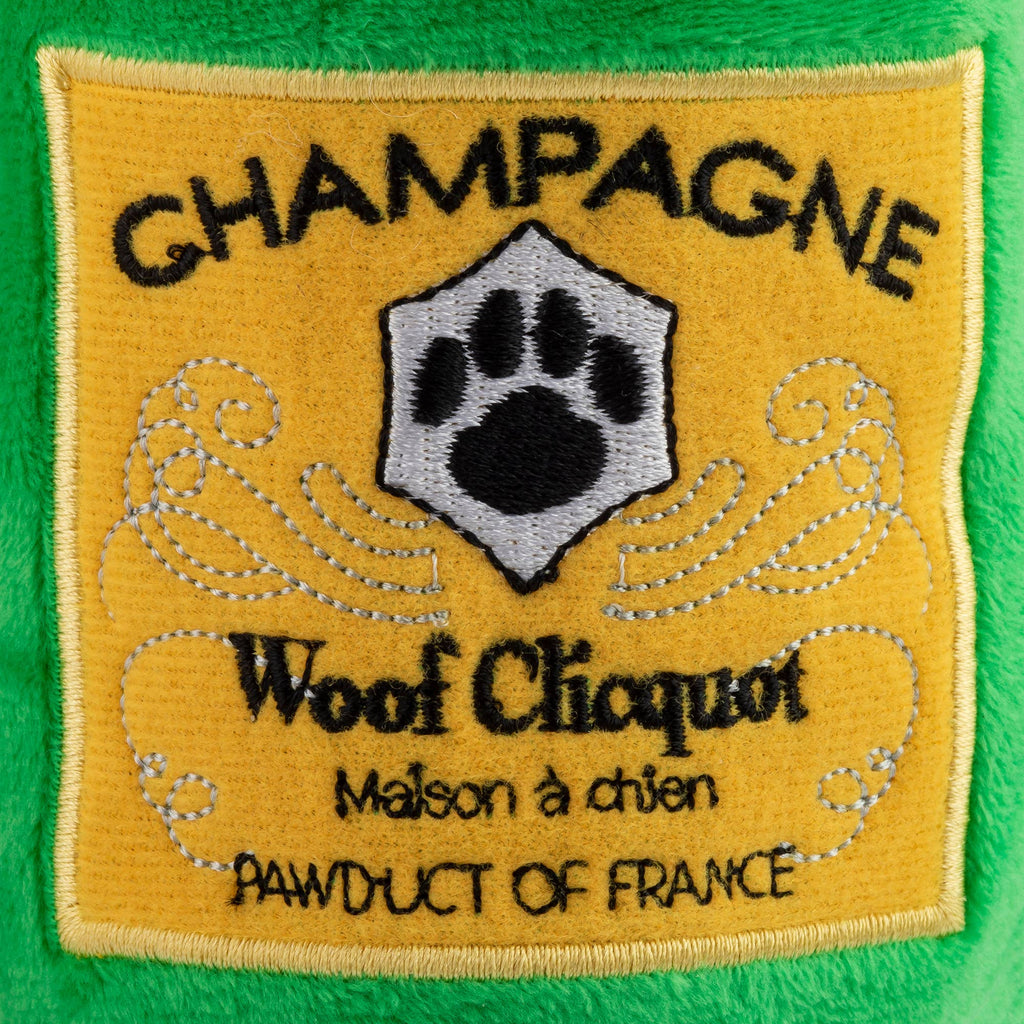 CHAMPAGNE
Woof Clicquot
Maison à chien
PAWDUCT OF FRANCE